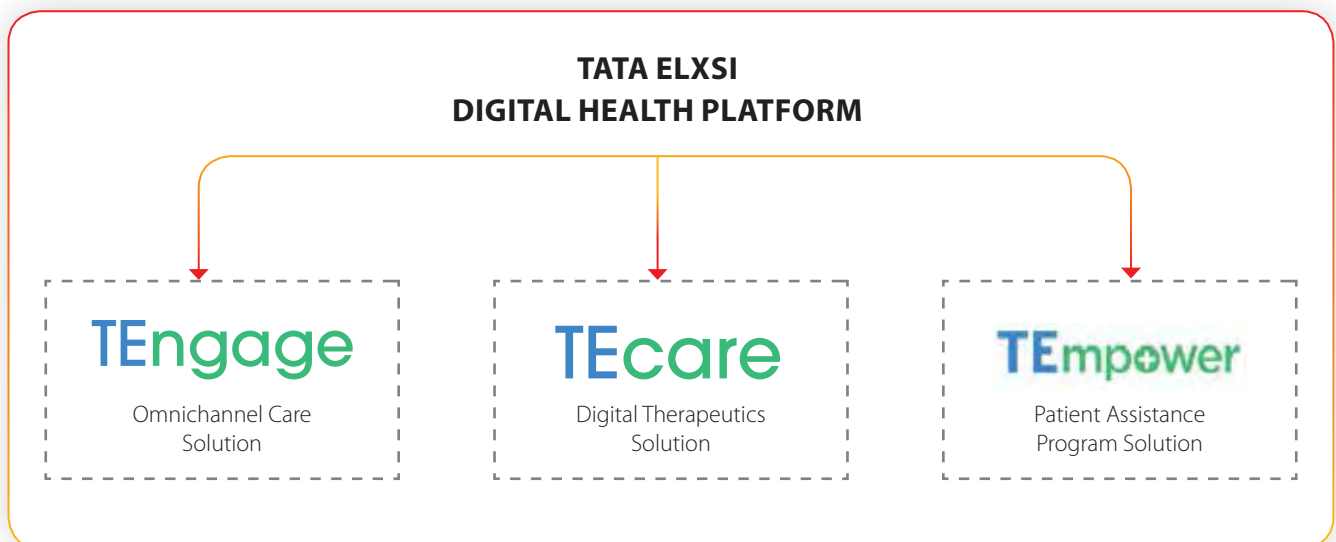 TATA ELXSI
DIGITAL HEALTH PLATFORM
TEngage
Omnichannel Care
Solution
TEcare
Digital Therapeutics
Solution
TEmpower
Patient Assistance
Program Solution